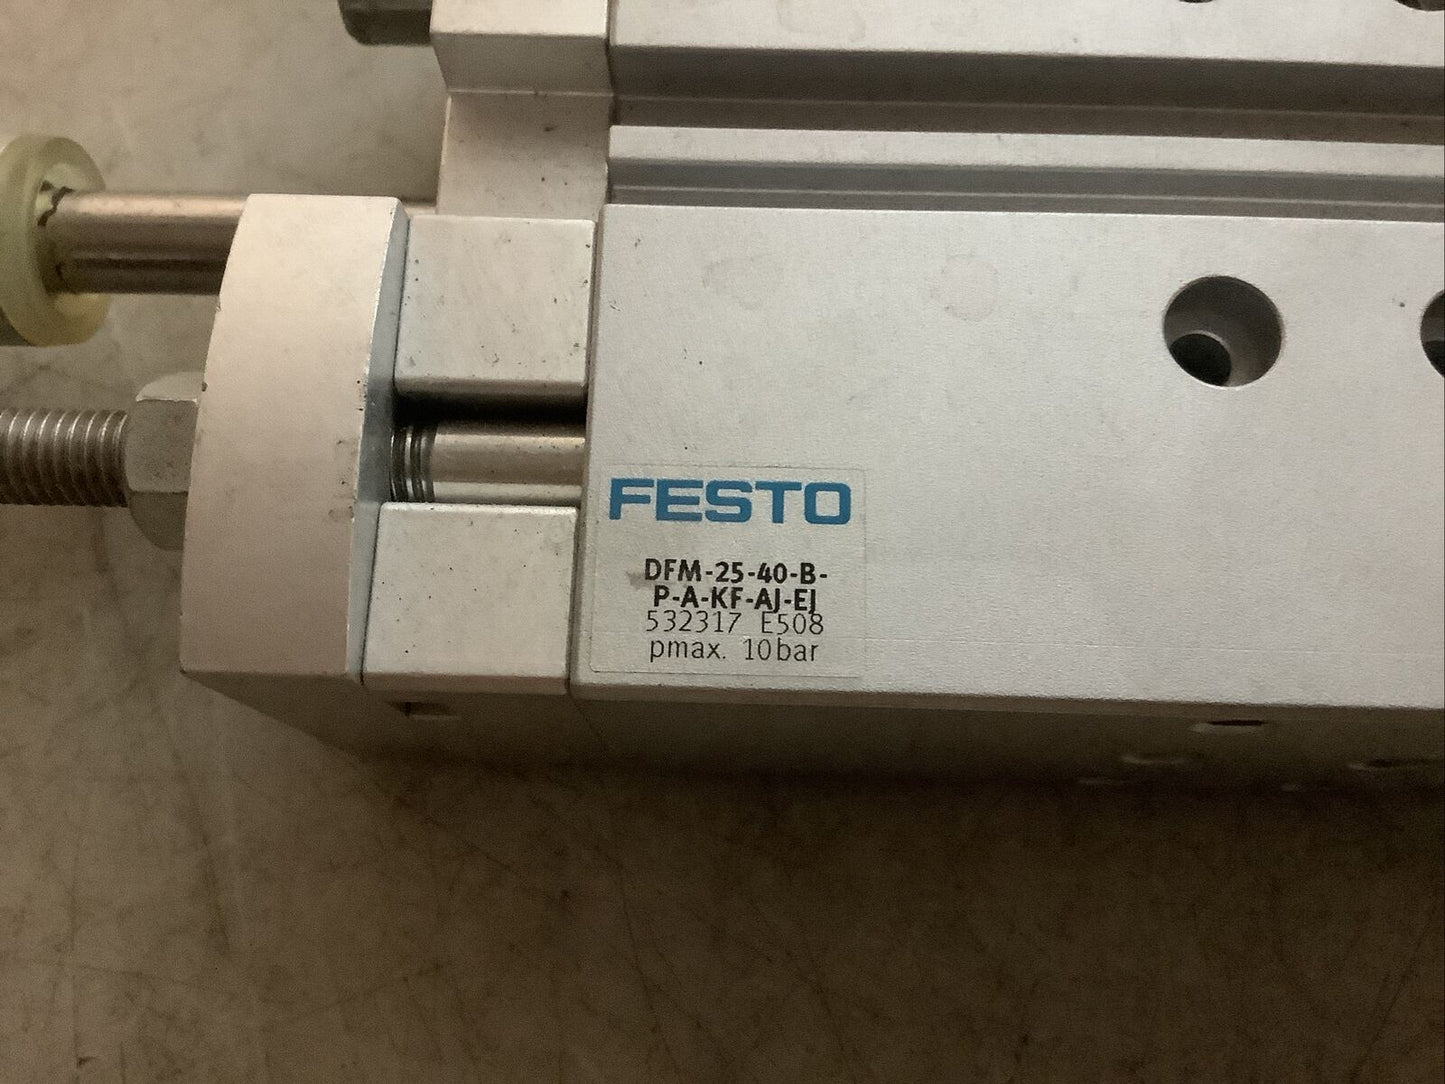 FESTO
DFM-25-40-B-
P-A-KF-AJ-EJ
532317 E508
pmax. 10bar